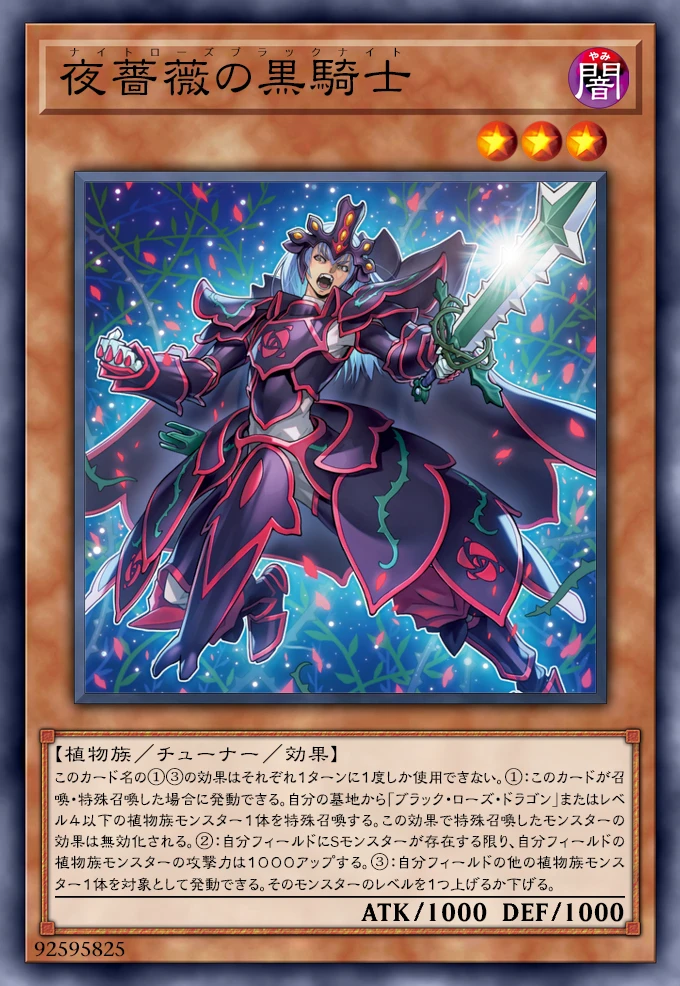 ナイトローズブラックナイト
夜薔薇の黒騎士
やみ
闇
【植物族／チューナー／効果】
このカード名の①③の効果はそれぞれ1ターンに1度しか使用できない。①：このカードが召
喚・特殊召喚した場合に発動できる。自分の墓地から「ブラック・ローズ・ドラゴン」またはレベ
ル4以下の植物族モンスター1体を特殊召喚する。この効果で特殊召喚したモンスターの
効果は無効化される。②：自分フィールドにSモンスターが存在する限り、自分フィールドの
植物族モンスターの攻撃力は1000アップする。③：自分フィールドの他の植物族モンス
ター1体を対象として発動できる。そのモンスターのレベルを1つ上げるか下げる。
ATK/1000 DEF/1000
92595825